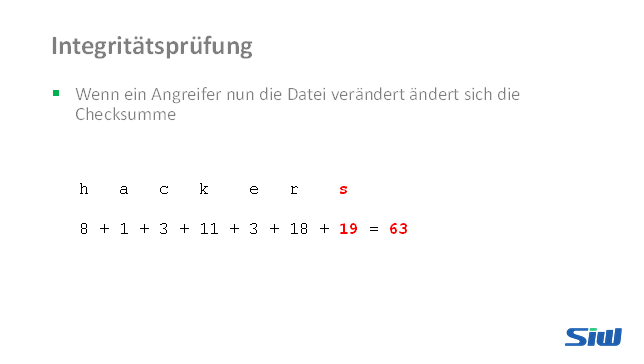 Integritätsprüfung
Wenn ein Angreifer nun die Datei verändert ändert sich die
Checksumme
h a c k e r s
8 + 1 + 3 + 11 + 3 + 18 + 19 = 63
SiW